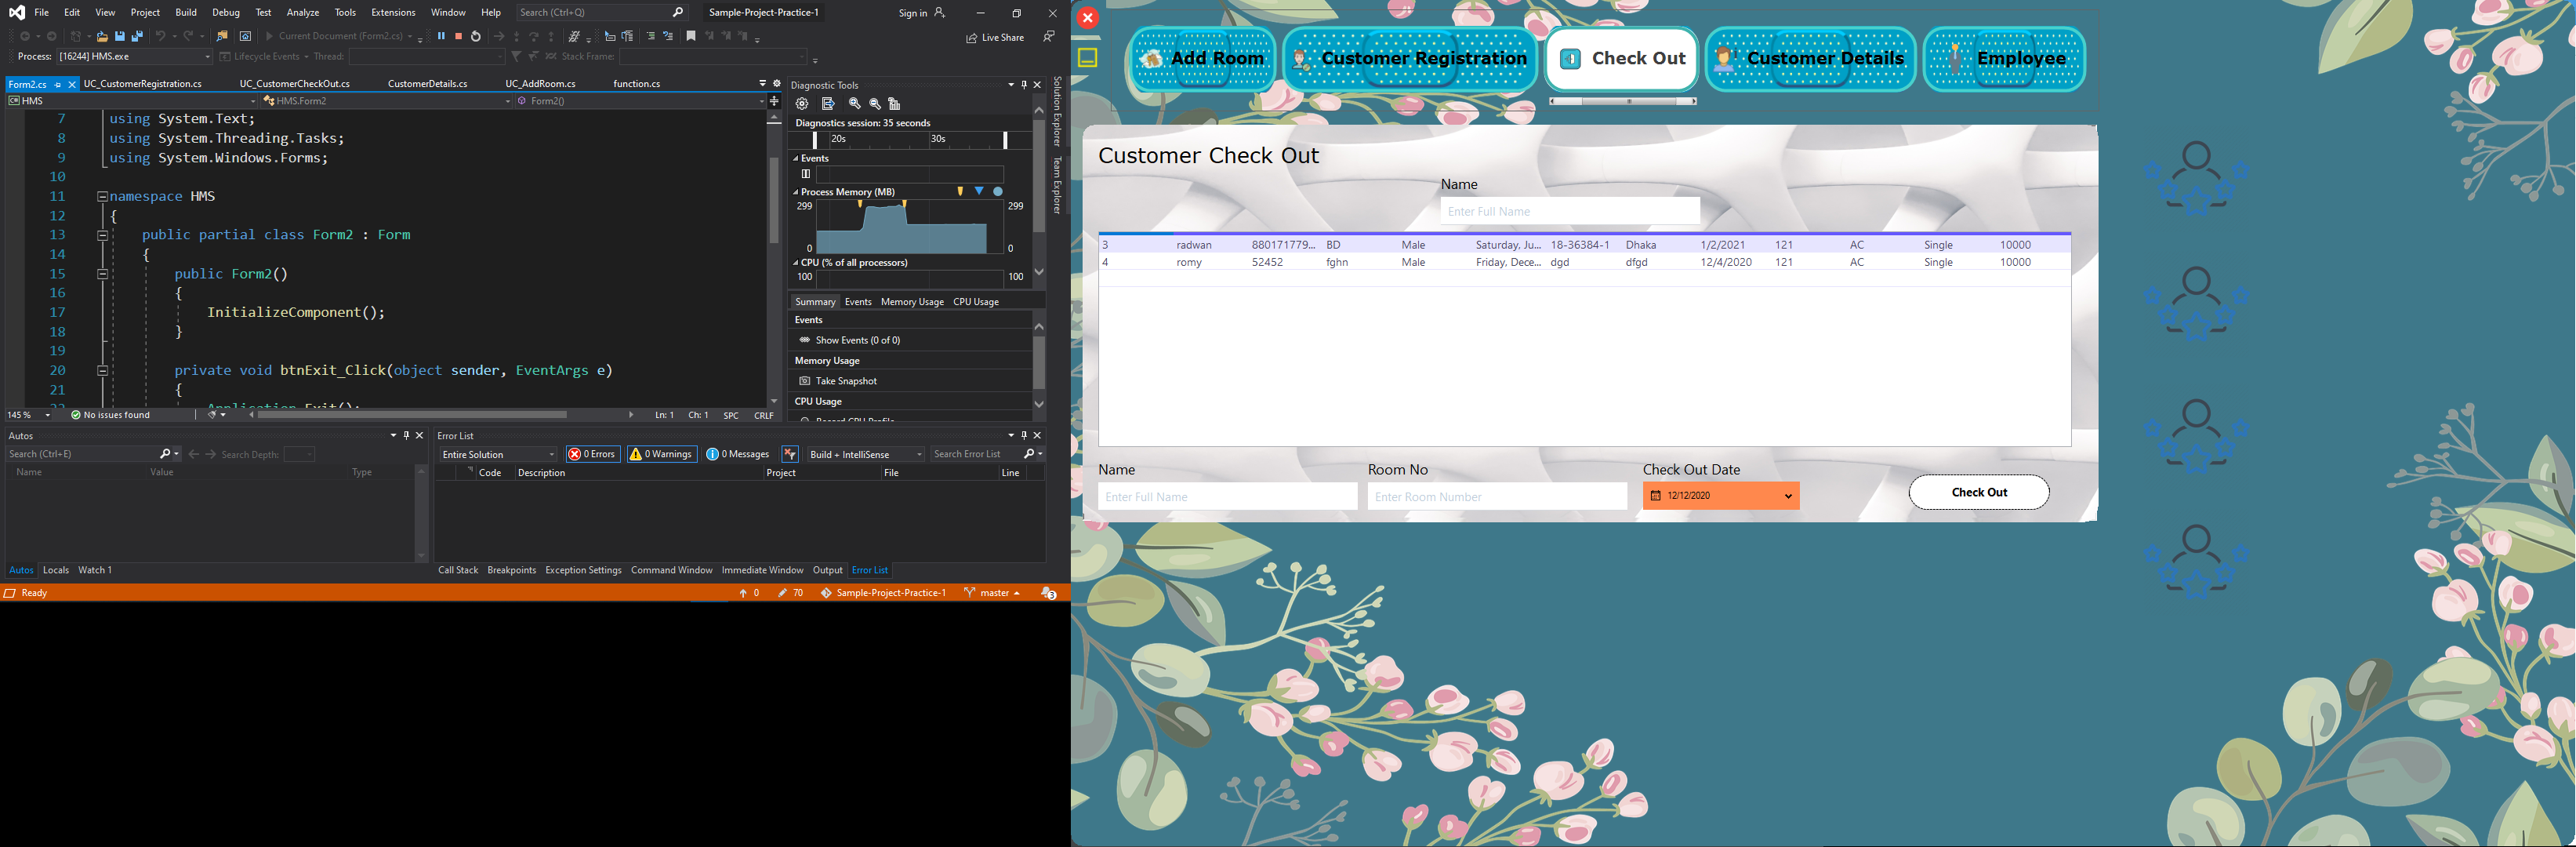 File Edit View Project Build Debug Test Analyze Tools Extensions Window Help Search (Ctrl+Q) Sample-Project-Practice-1 Sign in
Current Document (Form2.cs) Live Share
Process: [16244] HMS.exe Lifecycle Events Thread: Stack Frame:
Form2.cs UC_CustomerRegistration.cs UC_CustomerCheckOut.cs CustomerDetails.cs UC_AddRoom.cs function.cs
HMS HMS.Form2 Form2()
7 using System.Text;
8 using System.Threading.Tasks;
9 using System.Windows.Forms;
10
11 namespace HMS
12 {
13 public partial class Form2 : Form
14 {
15 public Form2()
16 {
17 InitializeComponent();
18 }
19
20 private void btnExit_Click(object sender, EventArgs e)
21 {
22 Application.Exit();
145 % No issues found Ln: 1 Ch: 1 SPC CRLF
Diagnostic Tools
Diagnostics session: 35 seconds
20s 30s
Events
Process Memory (MB)
299 299
0 0
CPU (% of all processors)
100 100
Summary Events Memory Usage CPU Usage
Events
Show Events (0 of 0)
Memory Usage
Take Snapshot
CPU Usage
Record CPU Profile
Solution Explorer
Team Explorer
Autos
Search (Ctrl+E) Search Depth:
Name Value Type
Autos Locals Watch 1
Error List
Entire Solution 0 Errors 0 Warnings 0 Messages Build + IntelliSense Search Error List
Code Description Project File Line
Call Stack Breakpoints Exception Settings Command Window Immediate Window Output Error List
Ready 0 70 Sample-Project-Practice-1 master 3
Add Room Customer Registration Check Out Customer Details Employee
Customer Check Out
Name
Enter Full Name
3 radwan 880171779... BD Male Saturday, Ju... 18-36384-1 Dhaka 1/2/2021 121 AC Single 10000
4 romy 52452 fghn Male Friday, Dece... dgd dfgd 12/4/2020 121 AC Single 10000
Name Room No Check Out Date
Enter Full Name Enter Room Number 12/12/2020 Check Out